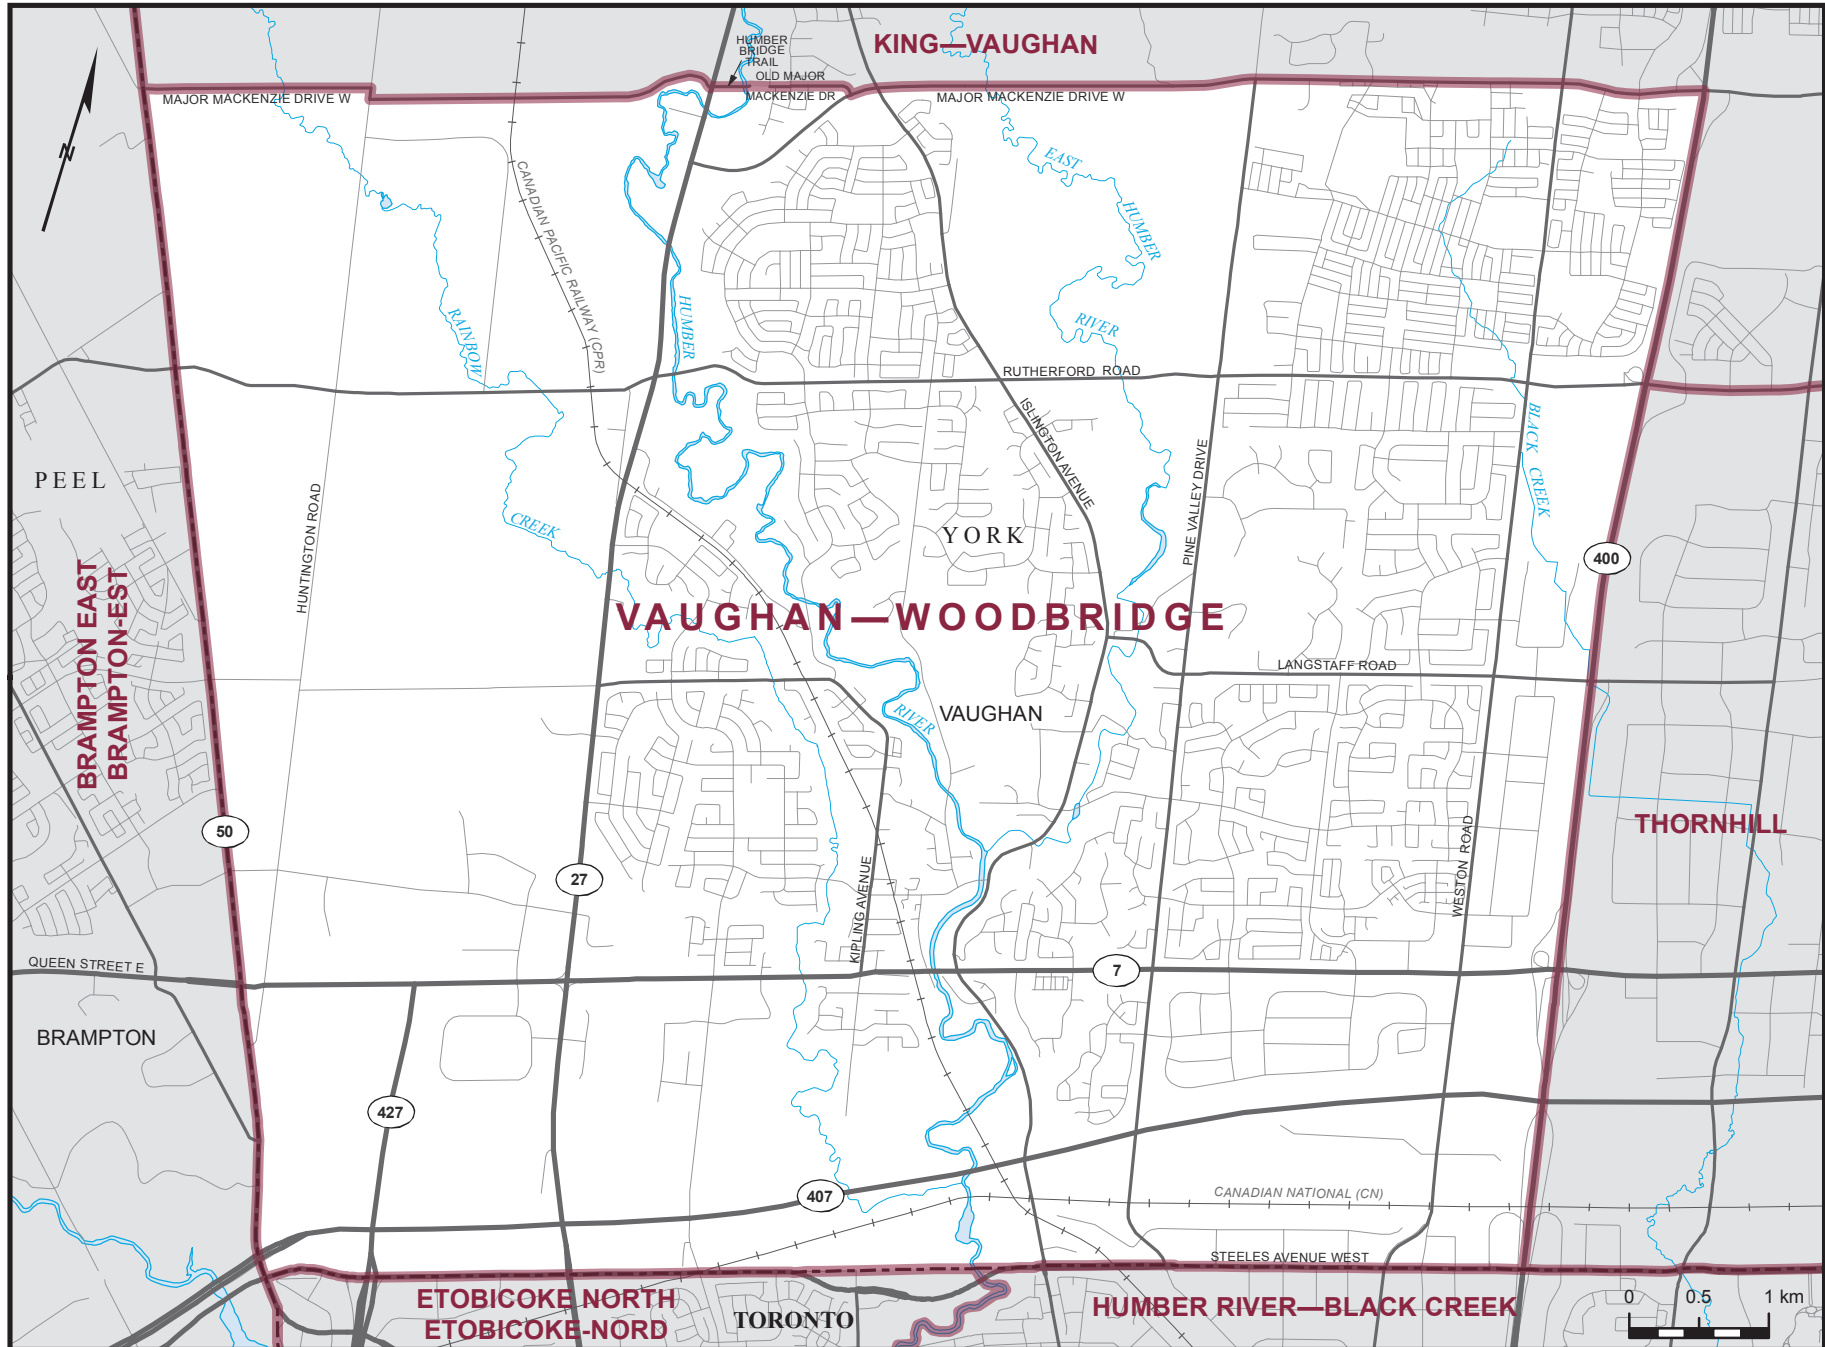 KING—VAUGHAN
HUMBER
BRIDGE
TRAIL
OLD MAJOR
MACKENZIE DR
MAJOR MACKENZIE DRIVE W
MAJOR MACKENZIE DRIVE W
N
CANADIAN PACIFIC RAILWAY (CPR)
EAST
HUMBER
RIVER
RAINBOW
CREEK
HUMBER
RIVER
RUTHERFORD ROAD
ISLINGTON AVENUE
PINE VALLEY DRIVE
BLACK CREEK
PEEL
HUNTINGTON ROAD
YORK
400
BRAMPTON EAST
BRAMPTON-EST
VAUGHAN—WOODBRIDGE
LANGSTAFF ROAD
VAUGHAN
50
THORNHILL
27
KIPLING AVENUE
WESTON ROAD
QUEEN STREET E
7
BRAMPTON
427
407
CANADIAN NATIONAL (CN)
STEELES AVENUE WEST
ETOBICOKE NORTH
ETOBICOKE-NORD
TORONTO
HUMBER RIVER—BLACK CREEK
0 0.5 1 km